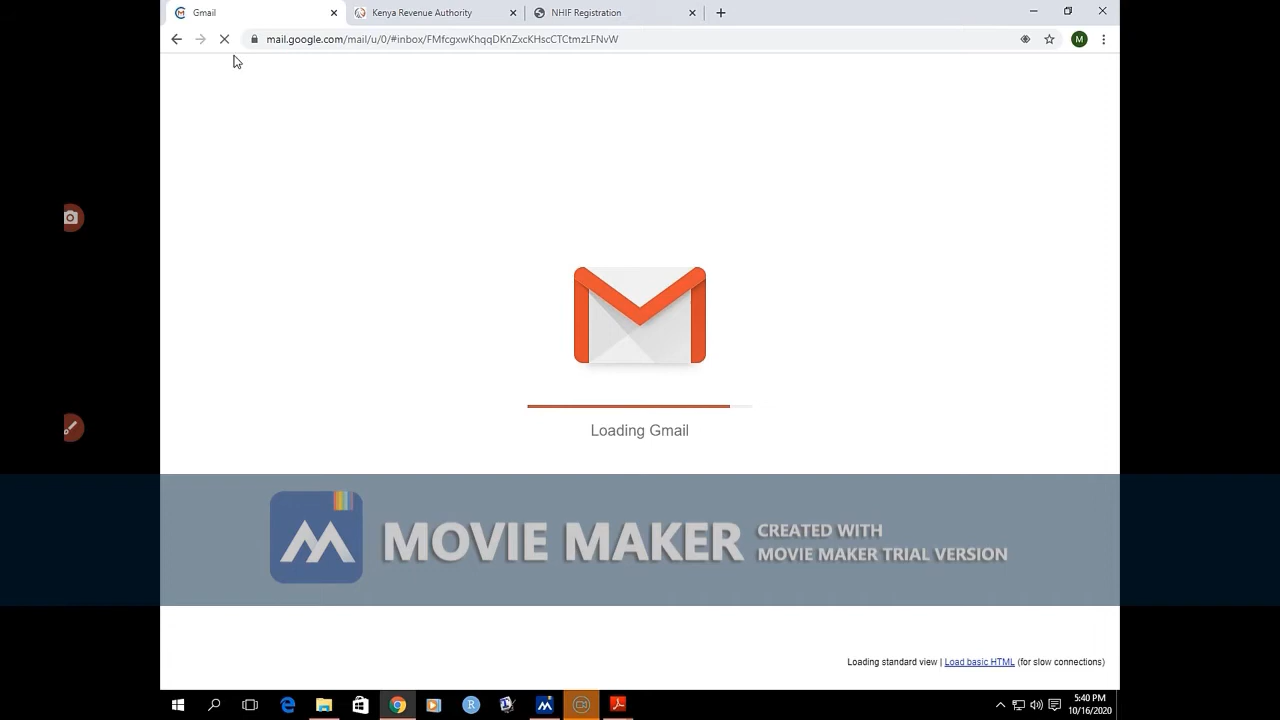 Gmail
Kenya Revenue Authority
NHIF Registration
mail.google.com/mail/u/0/#inbox/FMfcgxwKhqqDKnZxcKHscCTCtmzLFNvW
M
Loading Gmail
MOVIE MAKER
CREATED WITH
MOVIE MAKER TRIAL VERSION
Loading standard view | Load basic HTML (for slow connections)
5:40 PM
10/16/2020